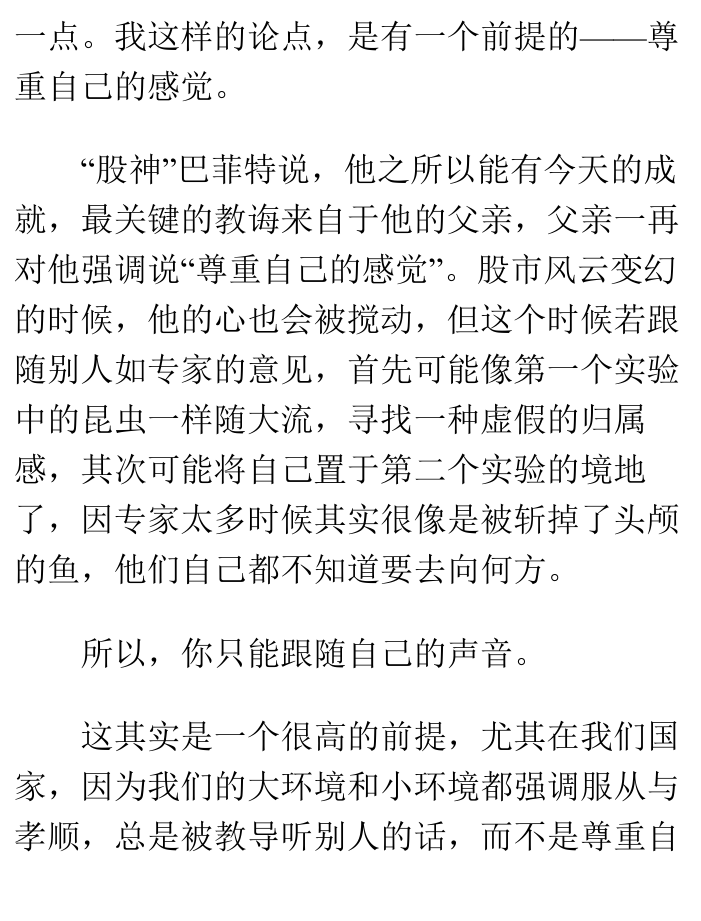 一点。我这样的论点，是有一个前提的——尊
重自己的感觉。
“股神”巴菲特说，他之所以能有今天的成
就，最关键的教诲来自于他的父亲，父亲一再
对他强调说“尊重自己的感觉”。股市风云变幻
的时候，他的心也会被搅动，但这个时候若跟
随别人如专家的意见，首先可能像第一个实验
中的昆虫一样随大流，寻找一种虚假的归属
感，其次可能将自己置于第二个实验的境地
了，因专家太多时候其实很像是被斩掉了头颅
的鱼，他们自己都不知道要去向何方。
所以，你只能跟随自己的声音。
这其实是一个很高的前提，尤其在我们国
家，因为我们的大环境和小环境都强调服从与
孝顺，总是被教导听别人的话，而不是尊重自